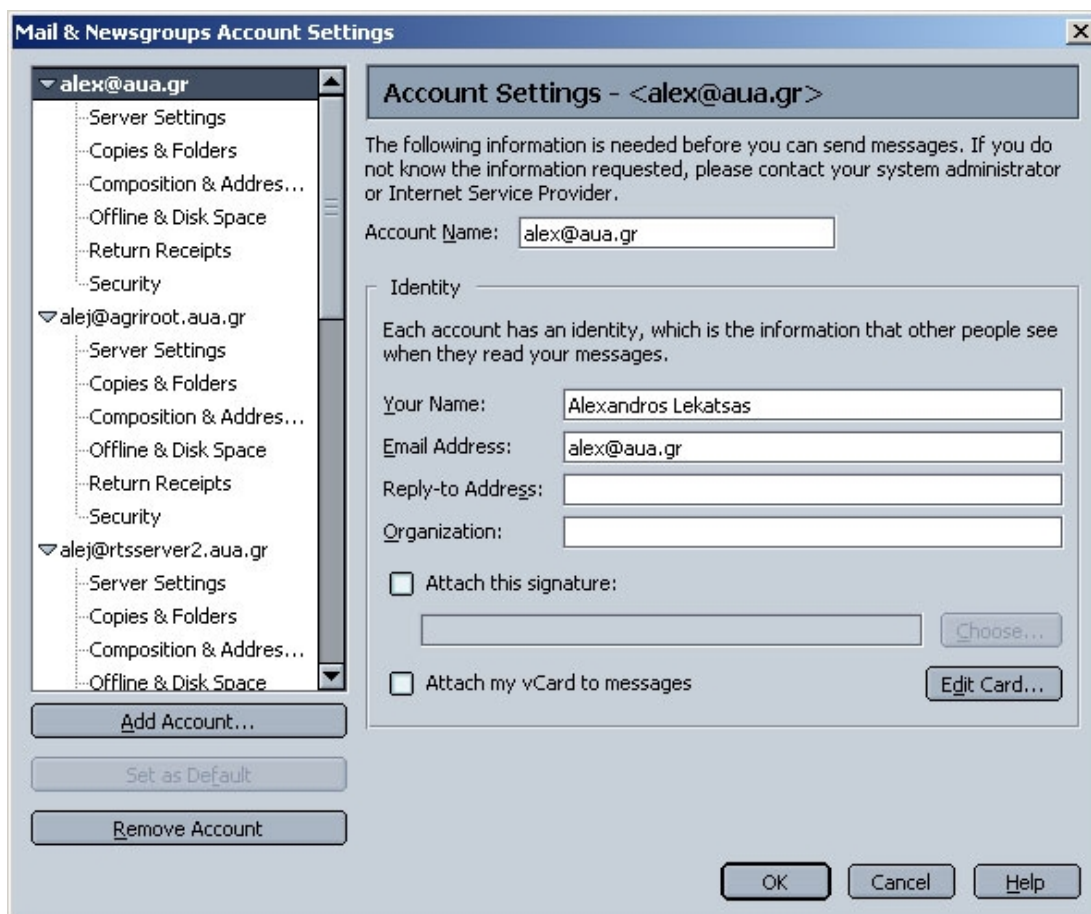 Mail & Newsgroups Account Settings
alex@aua.gr
Server Settings
Copies & Folders
Composition & Addres...
Offline & Disk Space
Return Receipts
Security
alej@agriroot.aua.gr
Server Settings
Copies & Folders
Composition & Addres...
Offline & Disk Space
Return Receipts
Security
alej@rtsserver2.aua.gr
Server Settings
Copies & Folders
Composition & Addres...
Offline & Disk Space
Add Account...
Set as Default
Remove Account
Account Settings - <alex@aua.gr>
The following information is needed before you can send messages. If you do
not know the information requested, please contact your system administrator
or Internet Service Provider.
Account Name: alex@aua.gr
Identity
Each account has an identity, which is the information that other people see
when they read your messages.
Your Name: Alexandros Lekatsas
Email Address: alex@aua.gr
Reply-to Address:
Organization:
Attach this signature:
Choose...
Attach my vCard to messages Edit Card...
OK Cancel Help